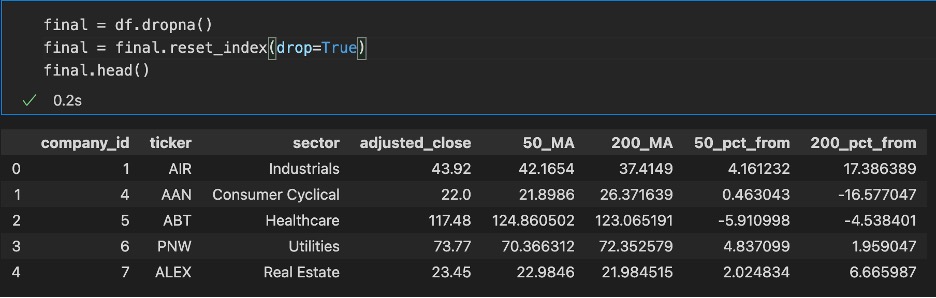 final = df.dropna()
final = final.reset_index(drop=True)
final.head()
0.2s
company_id ticker sector adjusted_close 50_MA 200_MA 50_pct_from 200_pct_from
0 1 AIR Industrials 43.92 42.1654 37.4149 4.161232 17.386389
1 4 AAN Consumer Cyclical 22.0 21.8986 26.371639 0.463043 -16.577047
2 5 ABT Healthcare 117.48 124.860502 123.065191 -5.910998 -4.538401
3 6 PNW Utilities 73.77 70.366312 72.352579 4.837099 1.959047
4 7 ALEX Real Estate 23.45 22.9846 21.984515 2.024834 6.665987